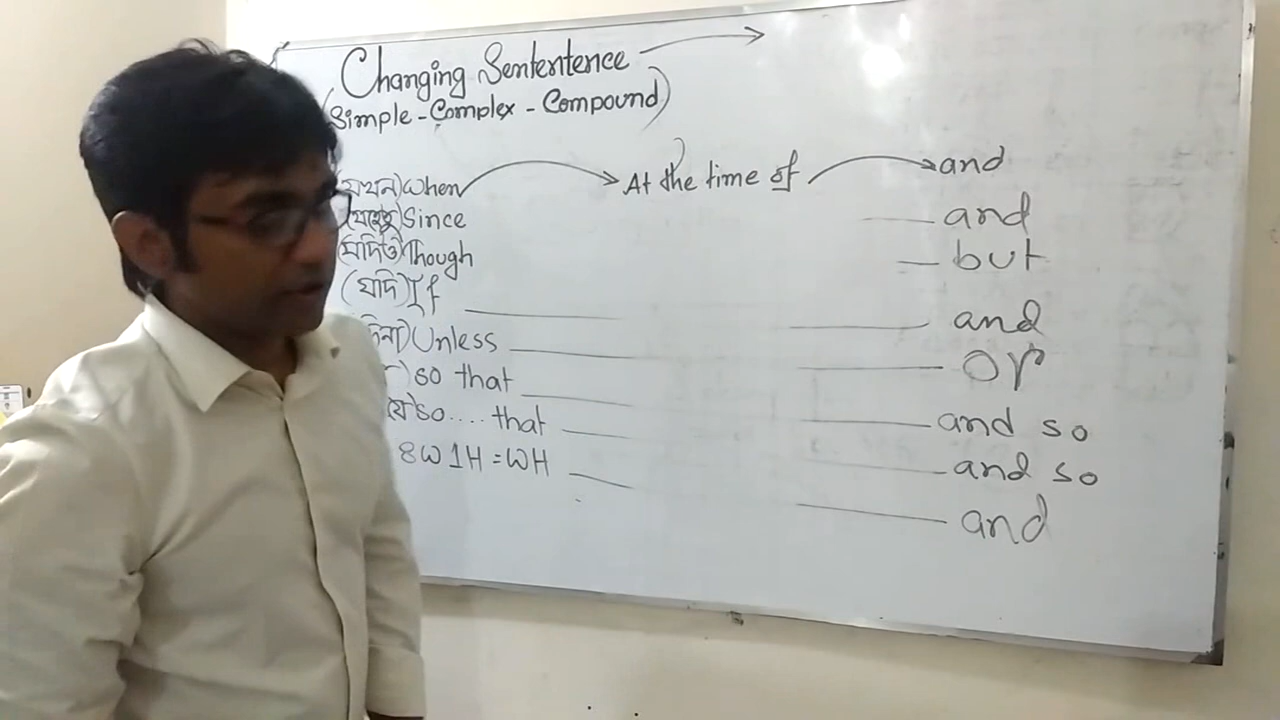 Changing Sententence
(Simple-Complex-Compound)
(যখন)When At the time of and
(যেহেতু)Since and
(যদিও)Though but
(যদি)If and
Unless or
so that and so
so.... that and so
8W1H=WH and